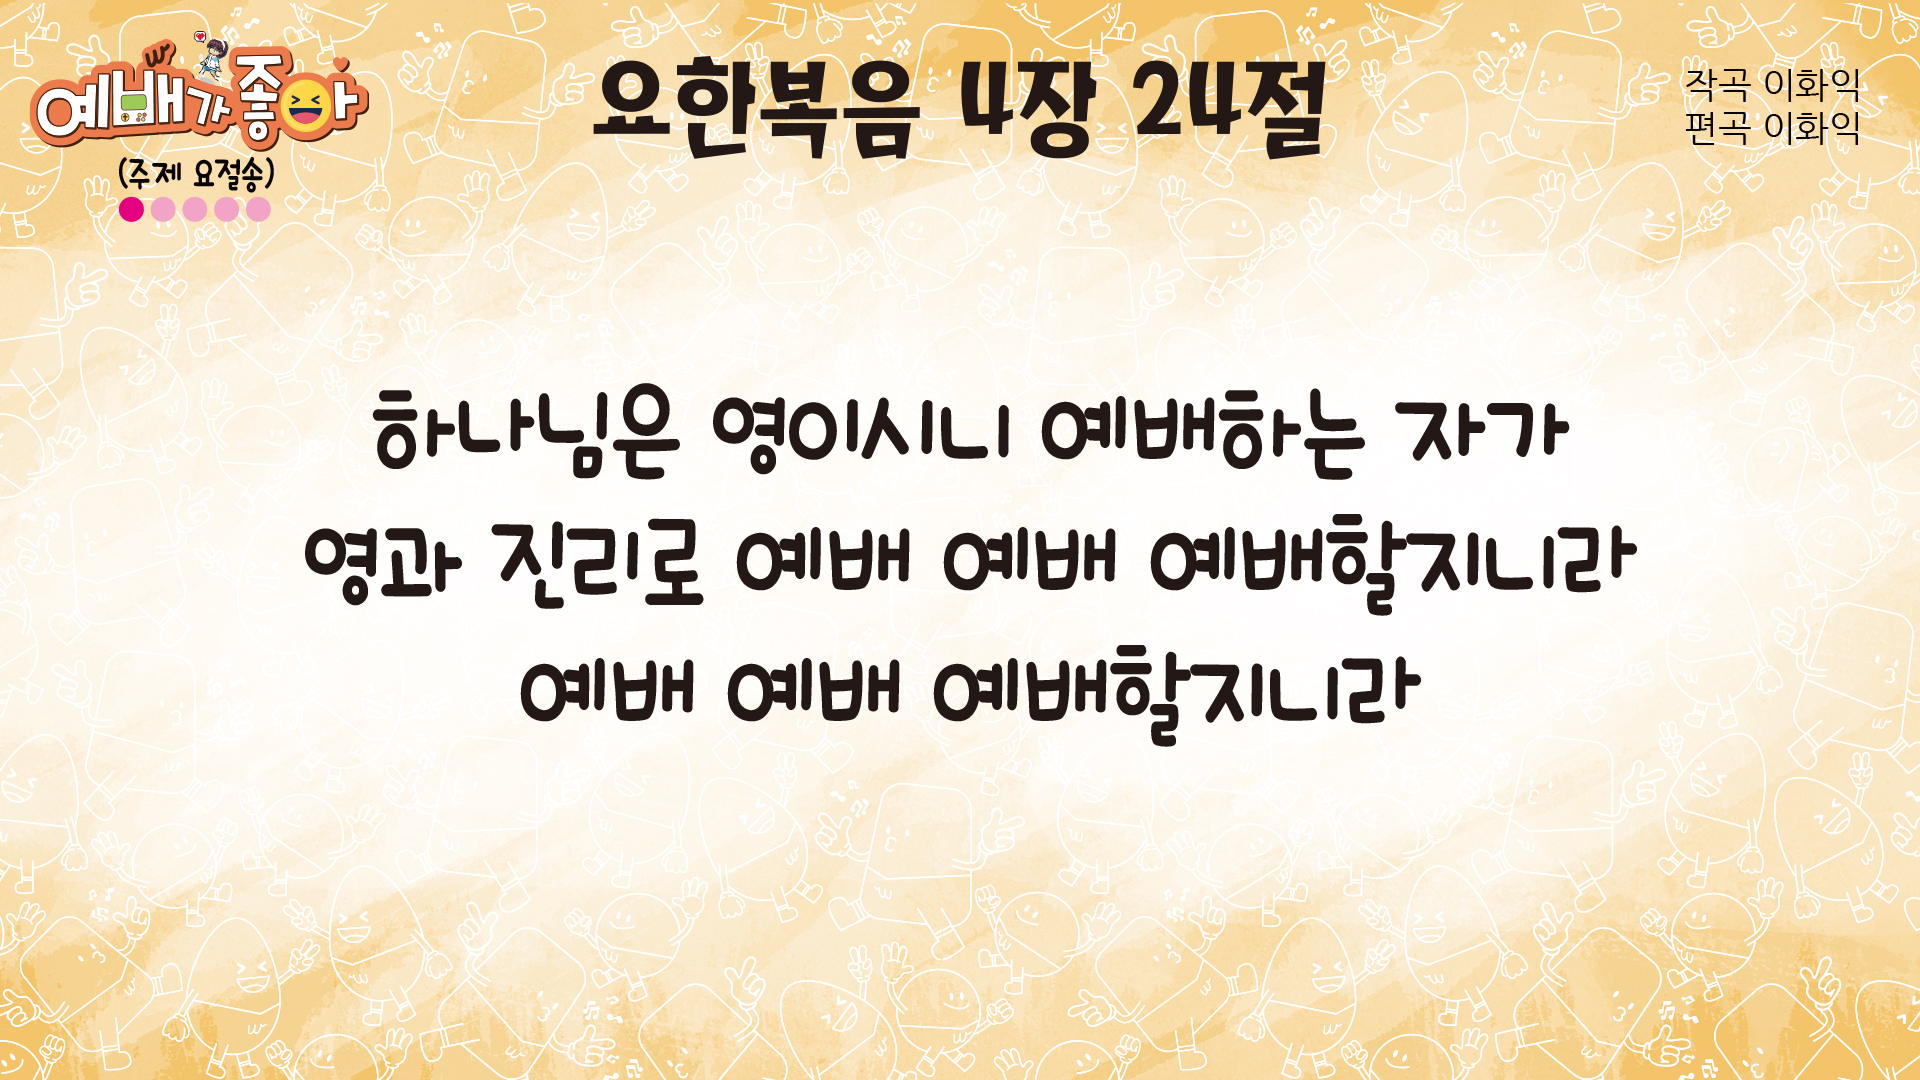 예배가 좋아
(주제 요절송)
요한복음 4장 24절
작곡 이화익
편곡 이화익
하나님은 영이시니 예배하는 자가
영과 진리로 예배 예배 예배할지니라
예배 예배 예배할지니라